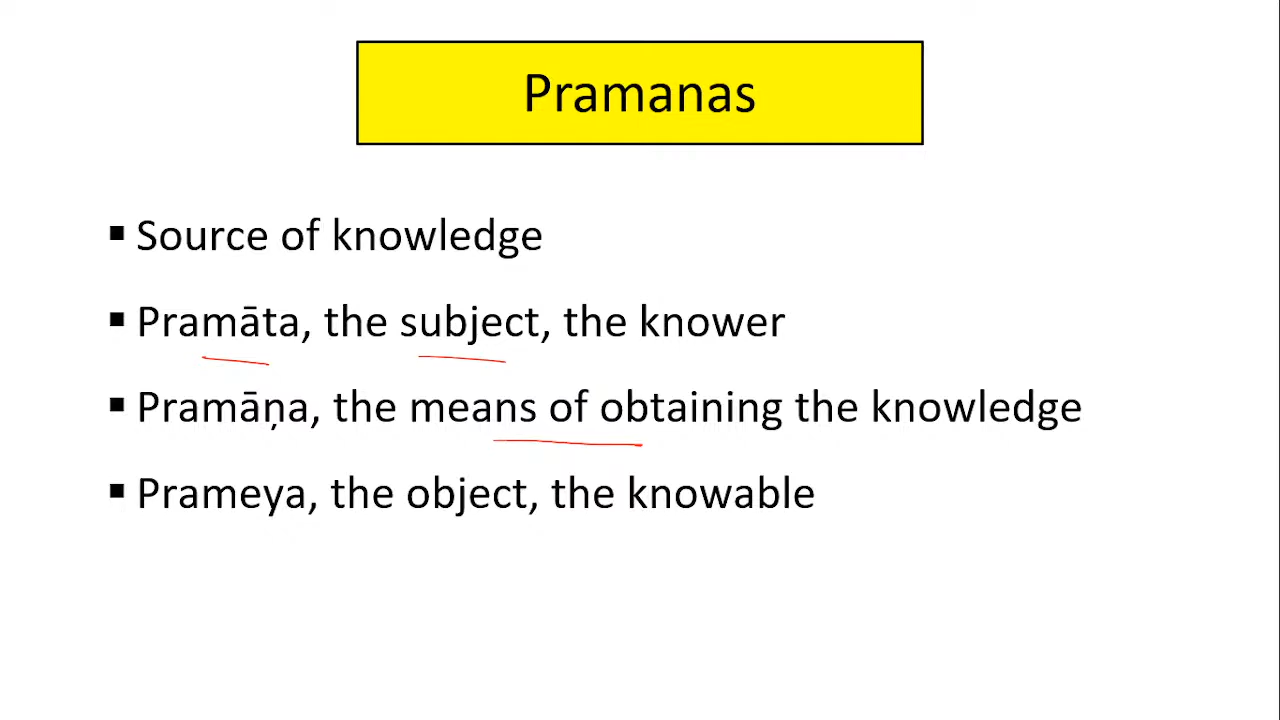 Pramanas
▪ Source of knowledge
▪ Pramāta, the subject, the knower
▪ Pramāṇa, the means of obtaining the knowledge
▪ Prameya, the object, the knowable